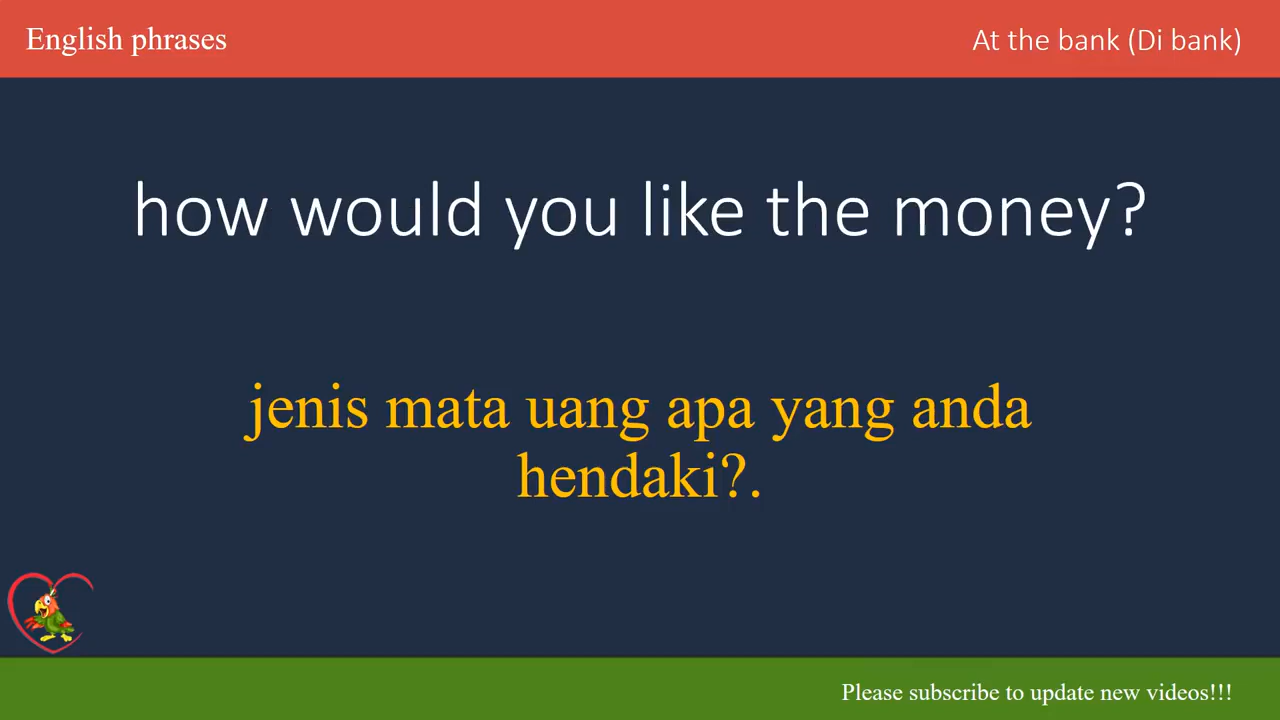 English phrases
At the bank (Di bank)
how would you like the money?
jenis mata uang apa yang anda
hendaki?.
Please subscribe to update new videos!!!